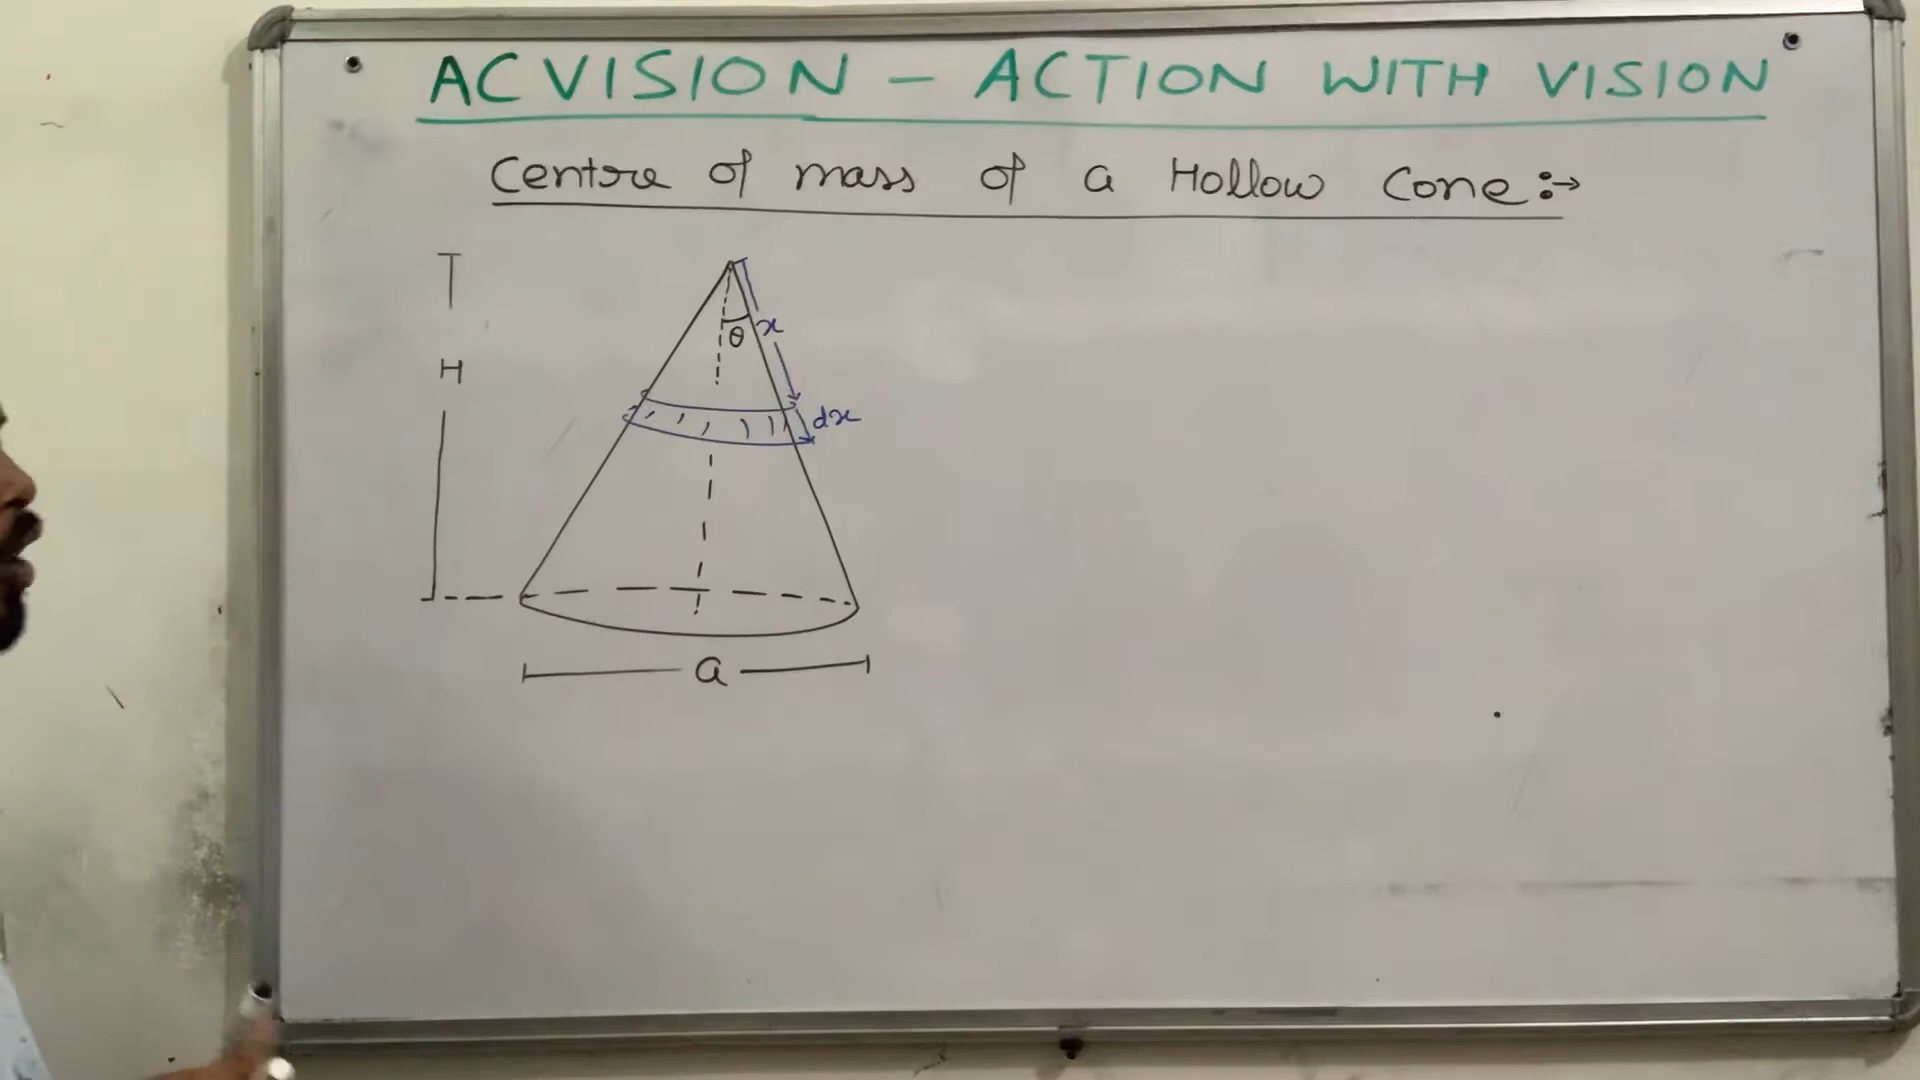 ACVISION - ACTION WITH VISION
Centre of mass of a Hollow Cone :→
H
θ
x
dx
a